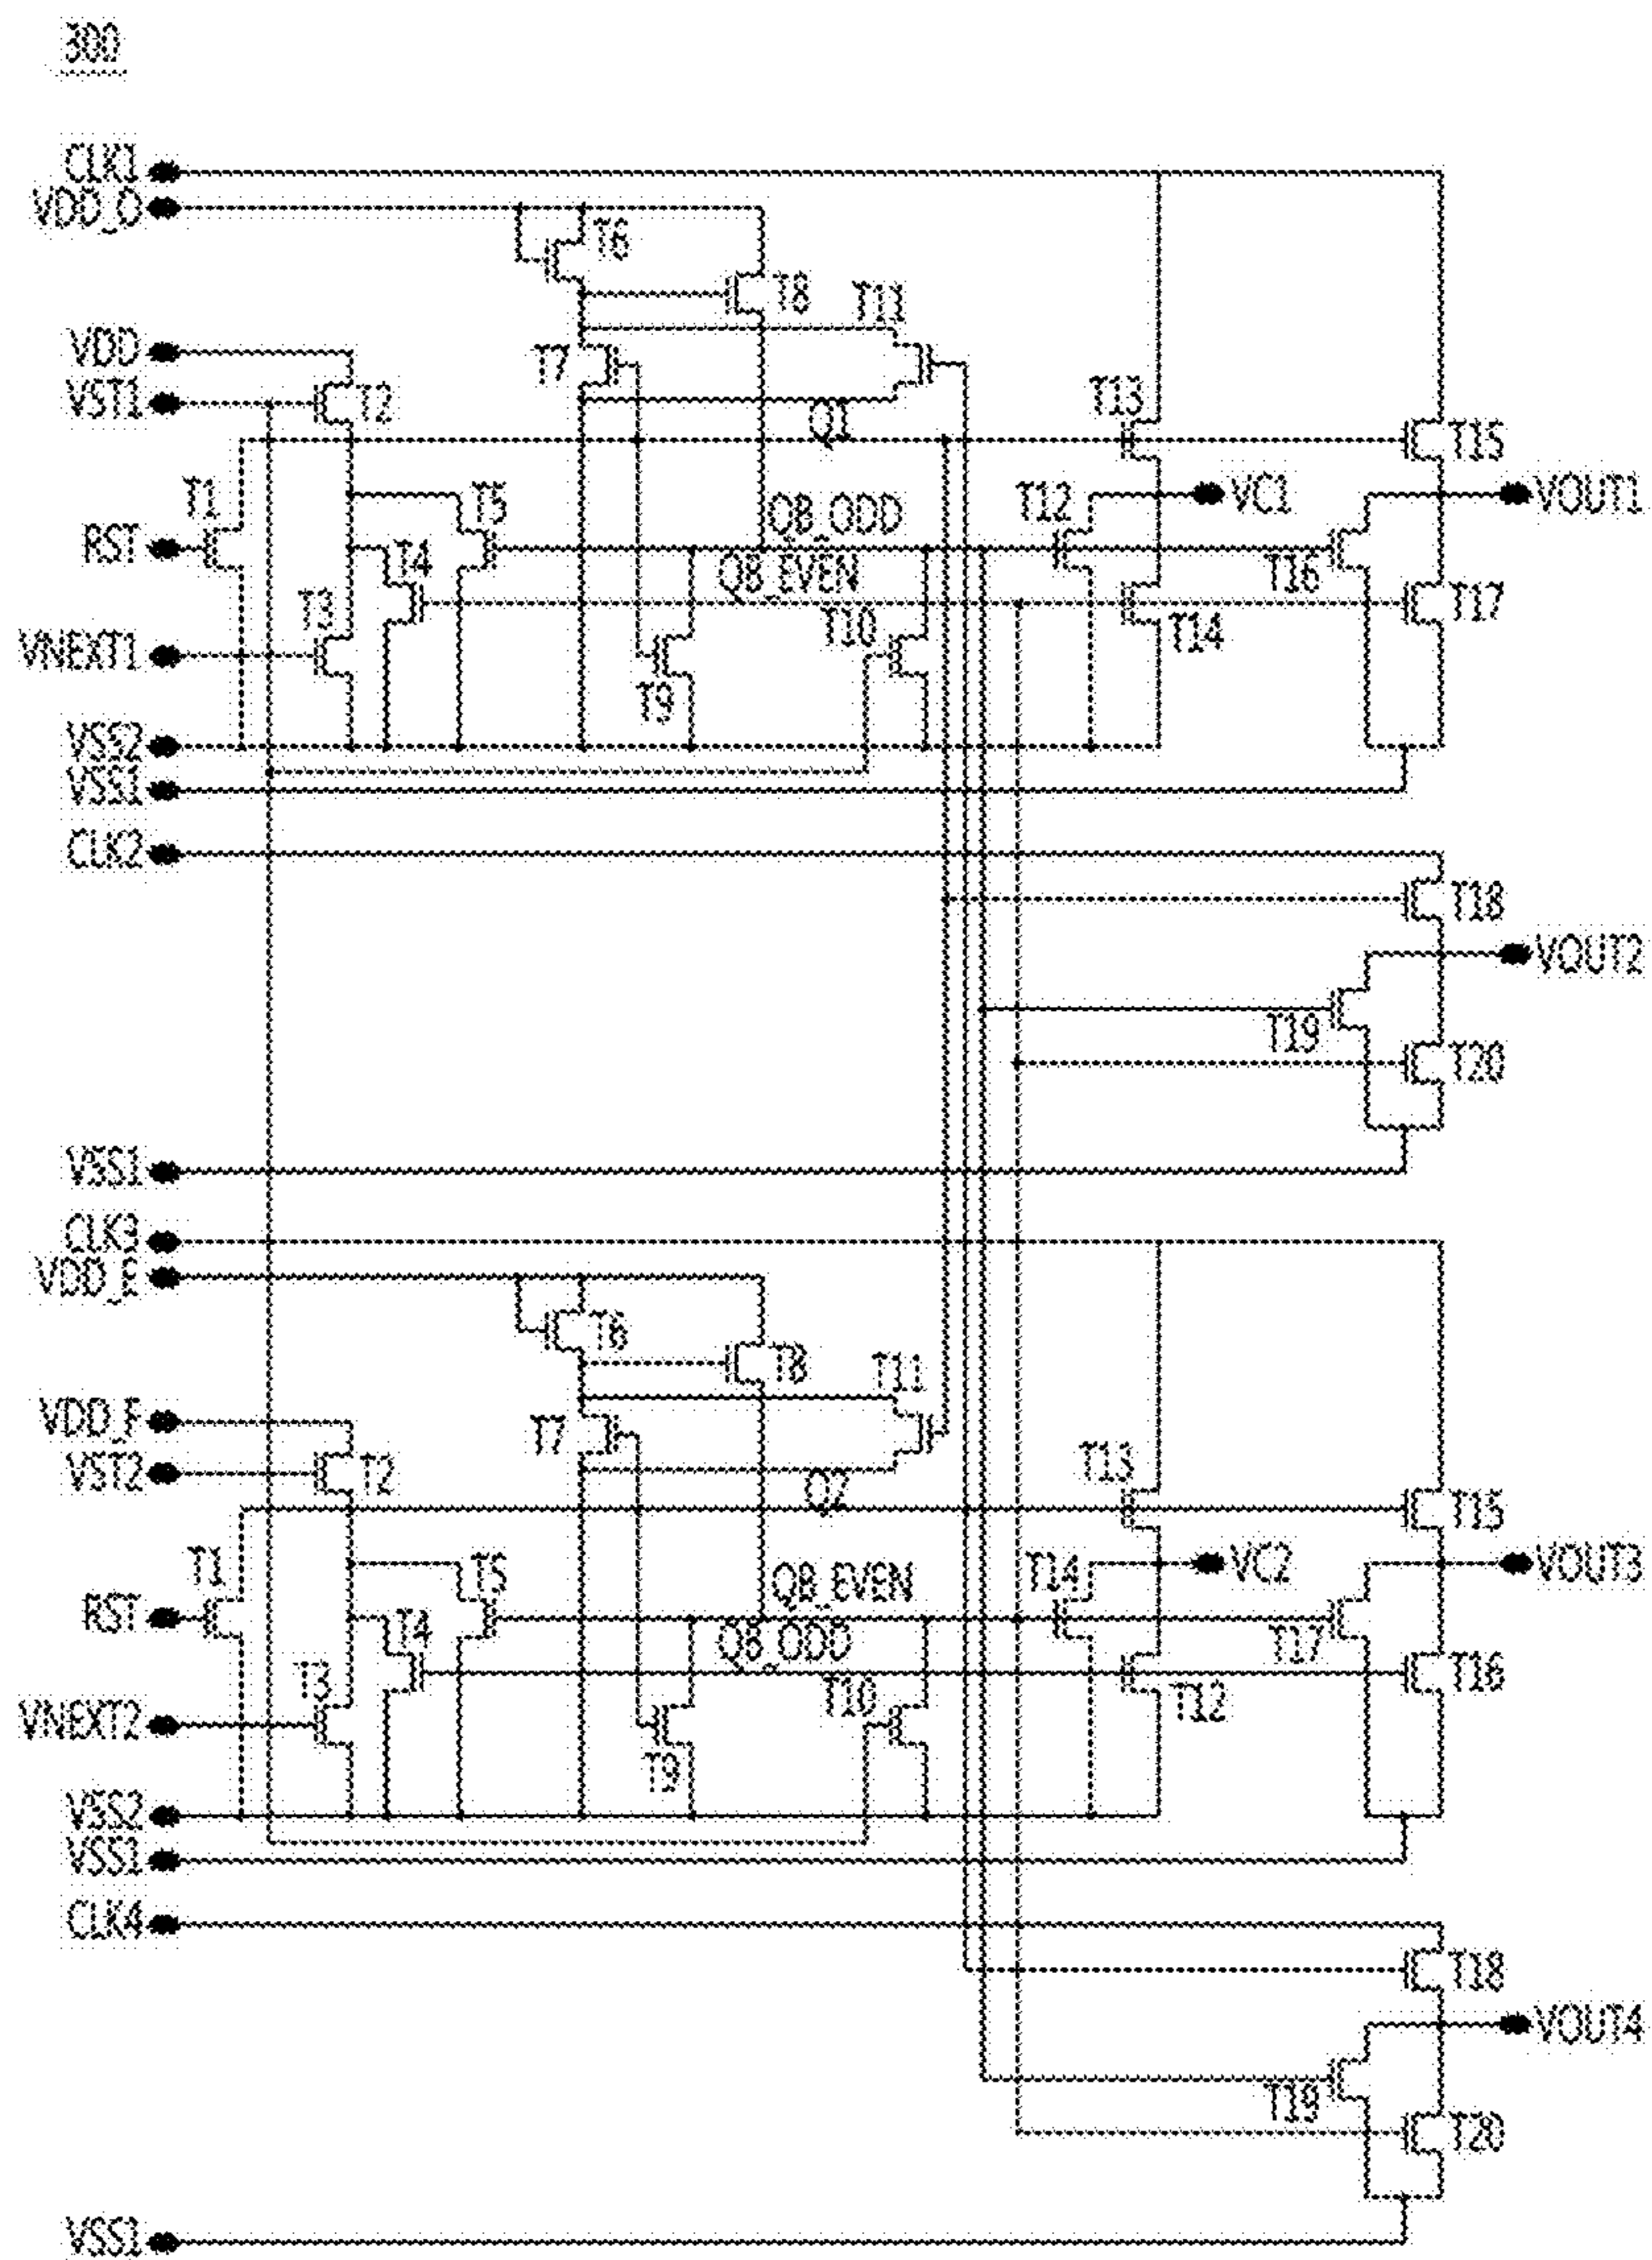 300
CLK1
VDD_O
T6
T8
T11
VDD
T7
VST1
T2
T13
Q1
T15
T1
T5
T12
VC1
VOUT1
QB_ODD
RST
T4
QB_EVEN
T16
T3
T10
T17
T14
VNEXT1
T9
VSS2
VSS1
CLK2
T18
VOUT2
T19
T20
VSS1
CLK3
VDD_E
T6
T8
T11
VDD_F
T7
VST2
T2
T13
Q2
T15
T1
T5
T14
VC2
VOUT3
QB_EVEN
RST
T4
QB_ODD
T17
T3
T10
T16
T12
VNEXT2
T9
VSS2
VSS1
CLK4
T18
VOUT4
T19
T20
VSS1